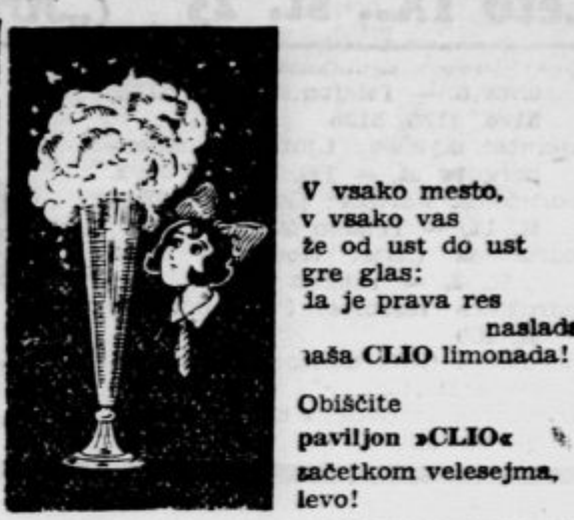 V vsako mesto,
v vsako vas
že od ust do ust
gre glas:
da je prava res
naslada
naša CLIO limonada!
Obiščite
paviljon »CLIO«
začetkom velesejma,
levo!